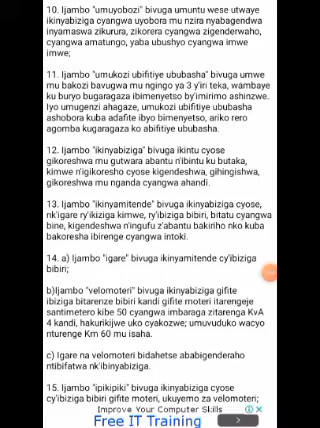 10. Ijambo "umuyobozi" bivuga umuntu wese utwaye
ikinyabiziga cyangwa uyobora mu nzira nyabagendwa
inyamaswa zikurura, zikorera cyangwa zigenderwaho,
cyangwa amatungo, yaba ubushyo cyangwa imwe
imwe;
11. Ijambo "umukozi ubifitiye ububasha" bivuga umwe
mu bakozi bavugwa mu ngingo ya 3 y'iri teka, wambaye
ku buryo bugaragaza ibimenyetso by'imirimo ashinzwe.
Iyo umugenzi ahagaze, umukozi ubifitiye ububasha
ashobora kuba adafite ibyo bimenyetso, ariko rero
agomba kugaragaza ko abifitiye ububasha.
12. Ijambo "ikinyabiziga" bivuga ikintu cyose
gikoreshwa mu gutwara abantu n'ibintu ku butaka,
kimwe n'igikoresho cyose kigendeshwa, gihingishwa,
gikoreshwa mu nganda cyangwa ahandi.
13. Ijambo "ikinyamitende" bivuga ikinyabiziga cyose,
nk'igare ry'ikiziga kimwe, ry'ibiziga bibiri, bitatu cyangwa
bine, kigendeshwa n'ingufu z'abantu bakiriho nko kuba
bakoresha ibirenge cyangwa intoki.
14. a) Ijambo "igare" bivuga ikinyamitende cy'ibiziga
bibiri;
b)Ijambo "velomoteri" bivuga ikinyabiziga gifite
ibiziga bitarenze bibiri kandi gifite moteri itarengeje
santimetero kibe 50 cyangwa imbaraga zitarenga KvA
4 kandi, hakurikijwe uko cyakozwe; umuvuduko wacyo
nturenge Km 60 mu isaha.
c) Igare na velomoteri bidahetse ababigenderaho
ntibifatwa nk'ibinyabiziga.
15. Ijambo "ipikipiki" bivuga ikinyabiziga cyose
cy'ibiziga bibiri gifite moteri, ukuyemo za velomoteri;
Improve Your Computer Skills
Free IT Training